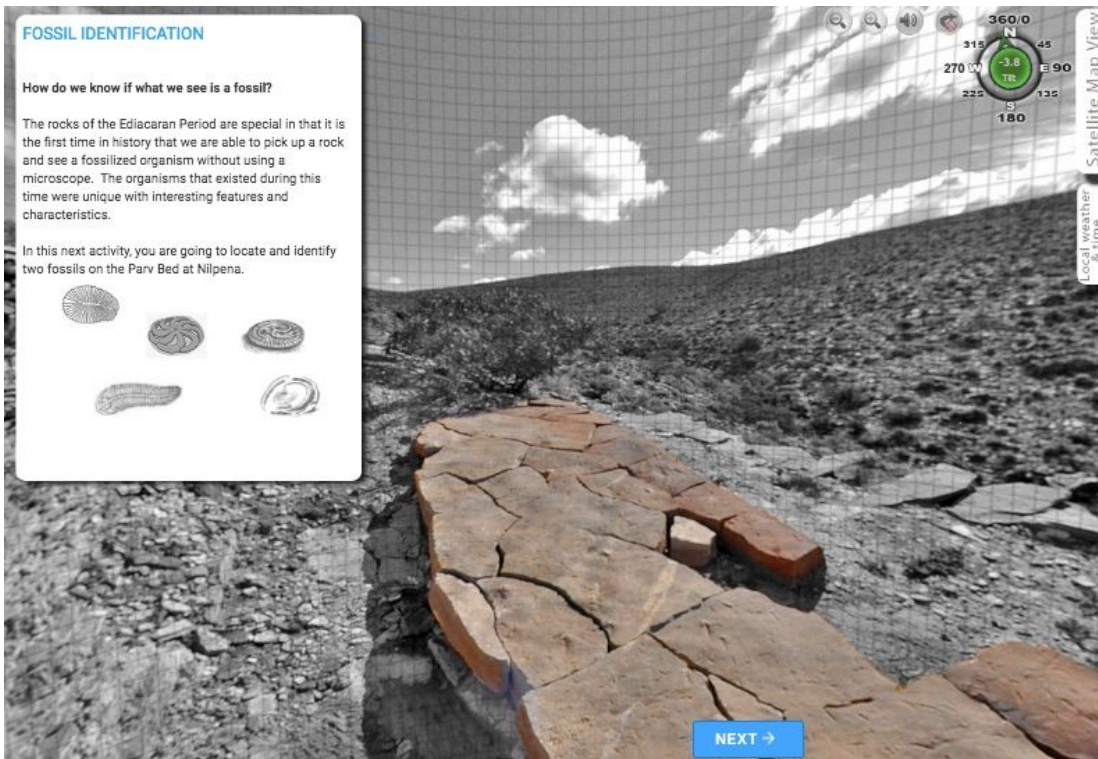 FOSSIL IDENTIFICATION
How do we know if what we see is a fossil?
The rocks of the Ediacaran Period are special in that it is
the first time in history that we are able to pick up a rock
and see a fossilized organism without using a
microscope. The organisms that existed during this
time were unique with interesting features and
characteristics.
In this next activity, you are going to locate and identify
two fossils on the Parv Bed at Nilpena.
360/0
N
315
45
-3.8
270 W
E 90
Tilt
225
135
S
180
Satellite Map View
Local weather
& time
NEXT →